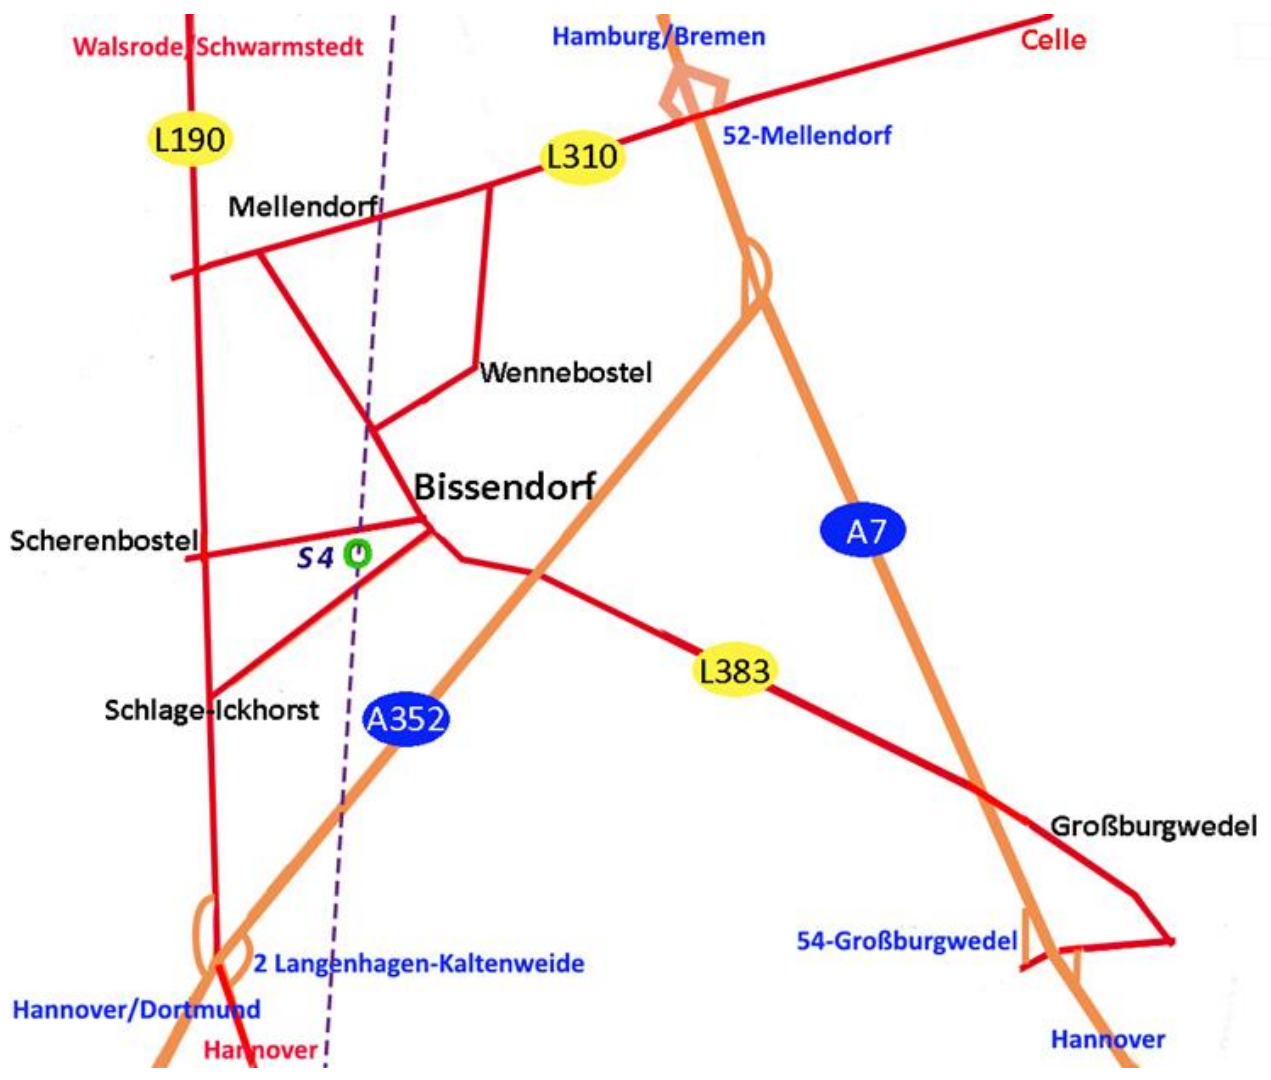 Hamburg/Bremen
Walsrode/Schwarmstedt
Celle
L190
52-Mellendorf
L310
Mellendorf
Wennebostel
Bissendorf
A7
Scherenbostel
S 4
L383
Schlage-Ickhorst
A352
Großburgwedel
54-Großburgwedel
2 Langenhagen-Kaltenweide
Hannover/Dortmund
Hannover
Hannover